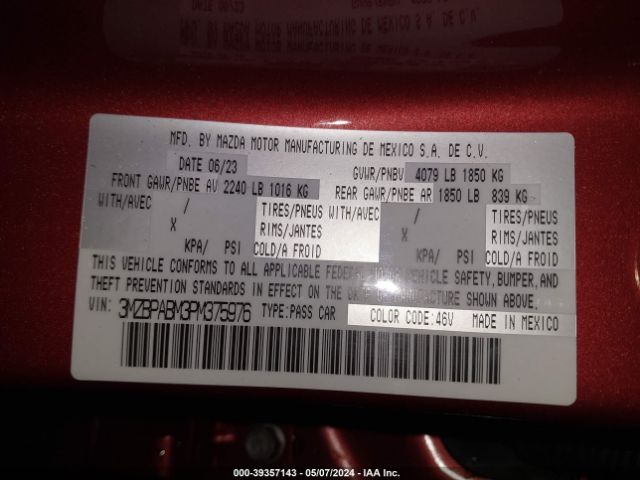 MFD. BY MAZDA MOTOR MANUFACTURING DE MEXICO S.A. DE C.V.
DATE 06/23 GVWR/PNBV 4079 LB 1850 KG
FRONT GAWR/PNBE AV 2240 LB 1016 KG REAR GAWR/PNBE AR 1850 LB 839 KG
WITH/AVEC / TIRES/PNEUS WITH/AVEC / TIRES/PNEUS
X RIMS/JANTES X RIMS/JANTES
KPA/ PSI COLD/A FROID KPA/ PSI COLD/A FROID
THIS VEHICLE CONFORMS TO ALL APPLICABLE FEDERAL VEHICLE SAFETY, BUMPER, AND
THEFT PREVENTION STANDARDS IN EFFECT ON THE DATE OF MANUFACTURE SHOWN ABOVE.
VIN: 3MZBPABM3PM375976 TYPE:PASS CAR COLOR CODE:46V MADE IN MEXICO
000-39357143 - 05/07/2024 - IAA Inc.